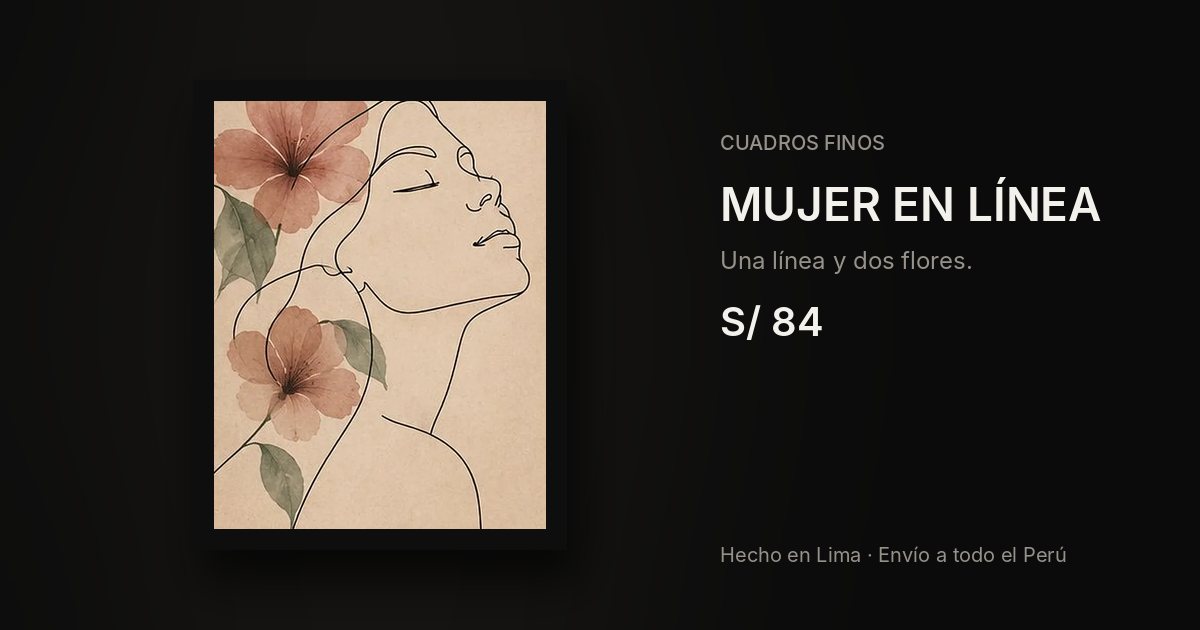 CUADROS FINOS
MUJER EN LÍNEA
Una línea y dos flores.
S/ 84
Hecho en Lima · Envío a todo el Perú